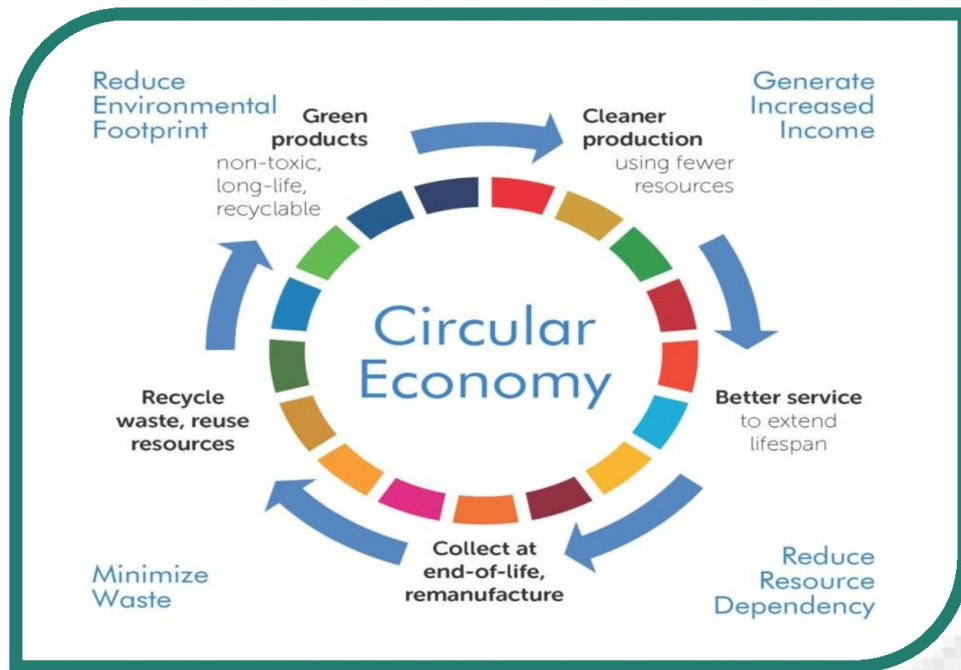 Reduce
Environmental
Footprint
Generate
Increased
Income
Green
products
non-toxic,
long-life,
recyclable
Cleaner
production
using fewer
resources
Circular
Economy
Better service
to extend
lifespan
Recycle
waste, reuse
resources
Collect at
end-of-life,
remanufacture
Minimize
Waste
Reduce
Resource
Dependency